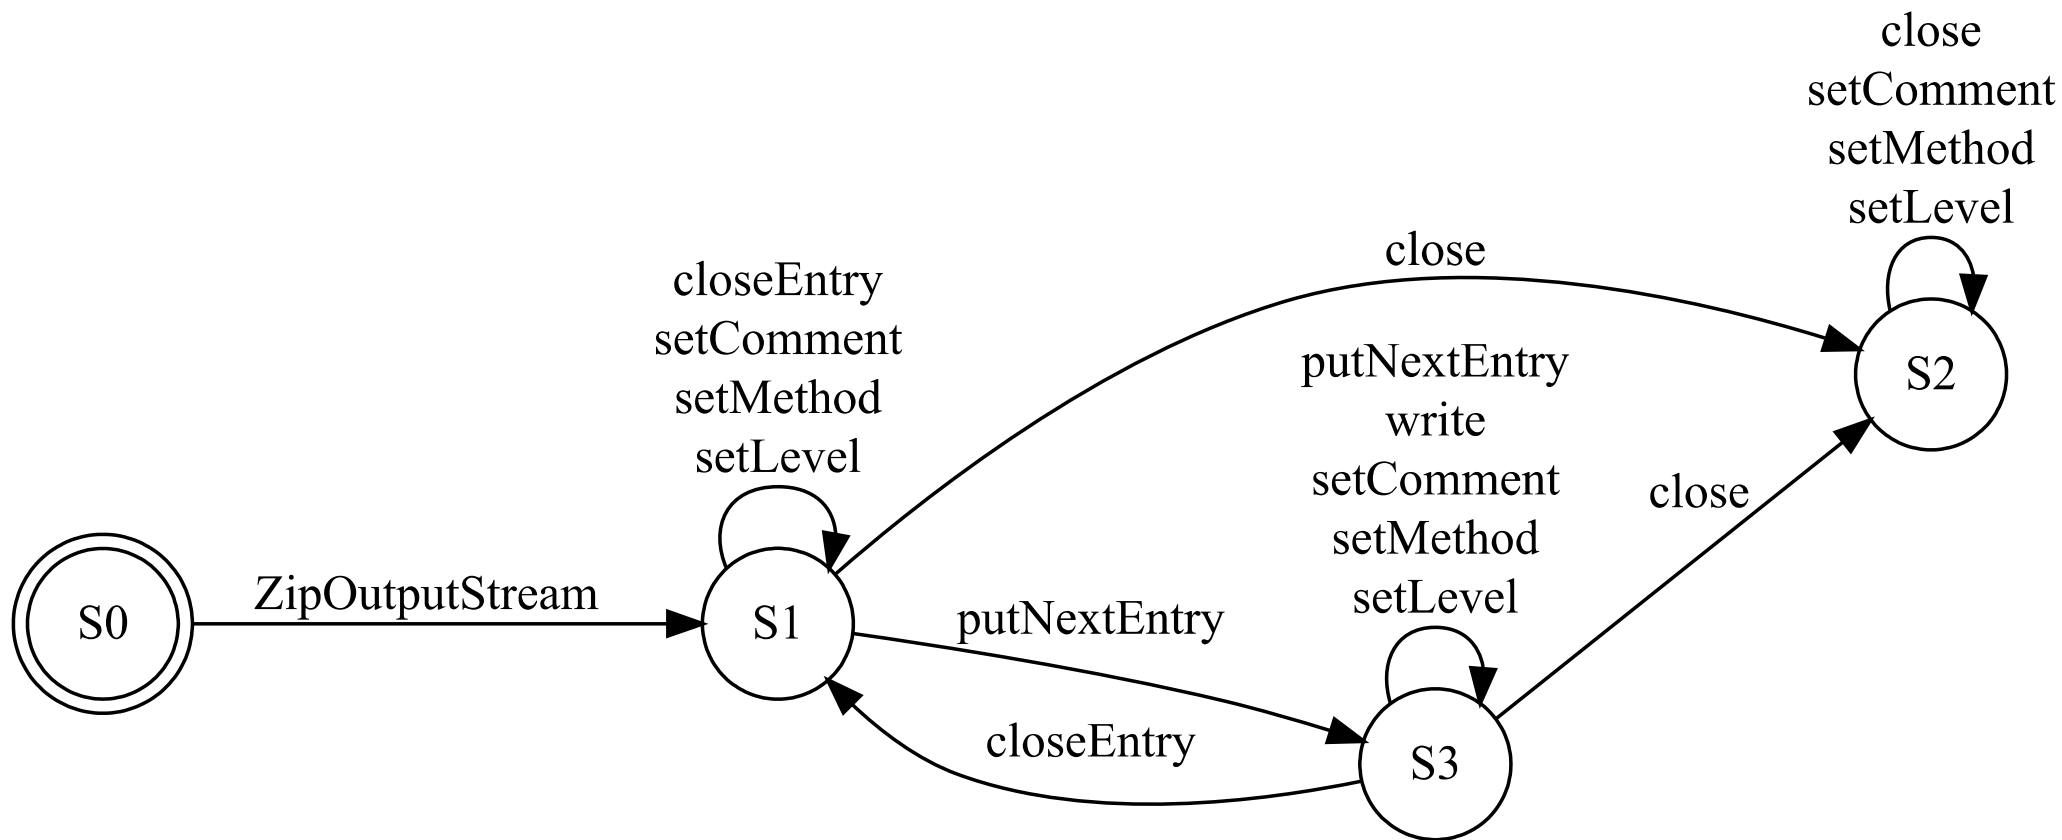 close
setComment
setMethod
setLevel
close
closeEntry
setComment
setMethod
setLevel
putNextEntry
write
setComment
setMethod
setLevel
S2
close
ZipOutputStream
S0
S1
putNextEntry
closeEntry
S3